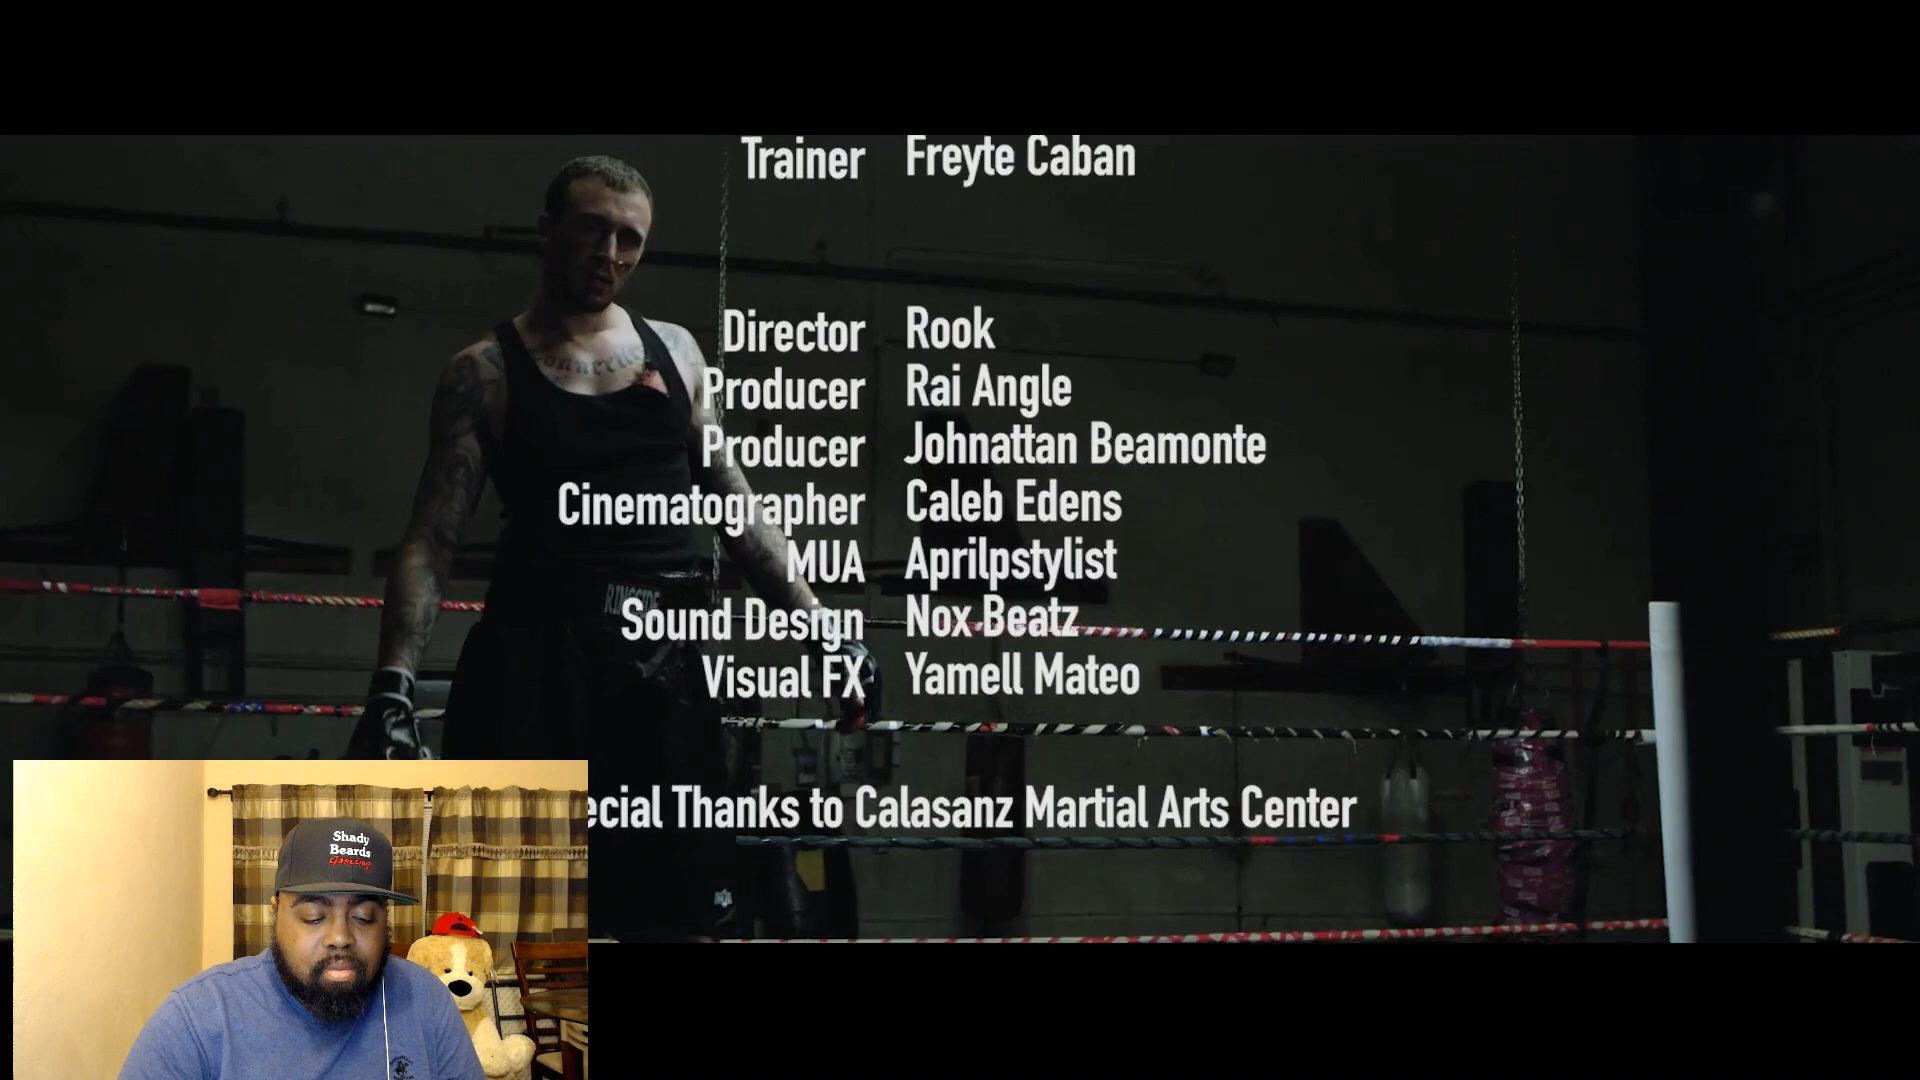 Trainer Freyte Caban
Director Rook
Producer Rai Angle
Producer Johnattan Beamonte
Cinematographer Caleb Edens
MUA Aprilpstylist
Sound Design Nox Beatz
Visual FX Yamell Mateo
ecial Thanks to Calasanz Martial Arts Center
RINGSIDE
Shady
Beards
Gaming